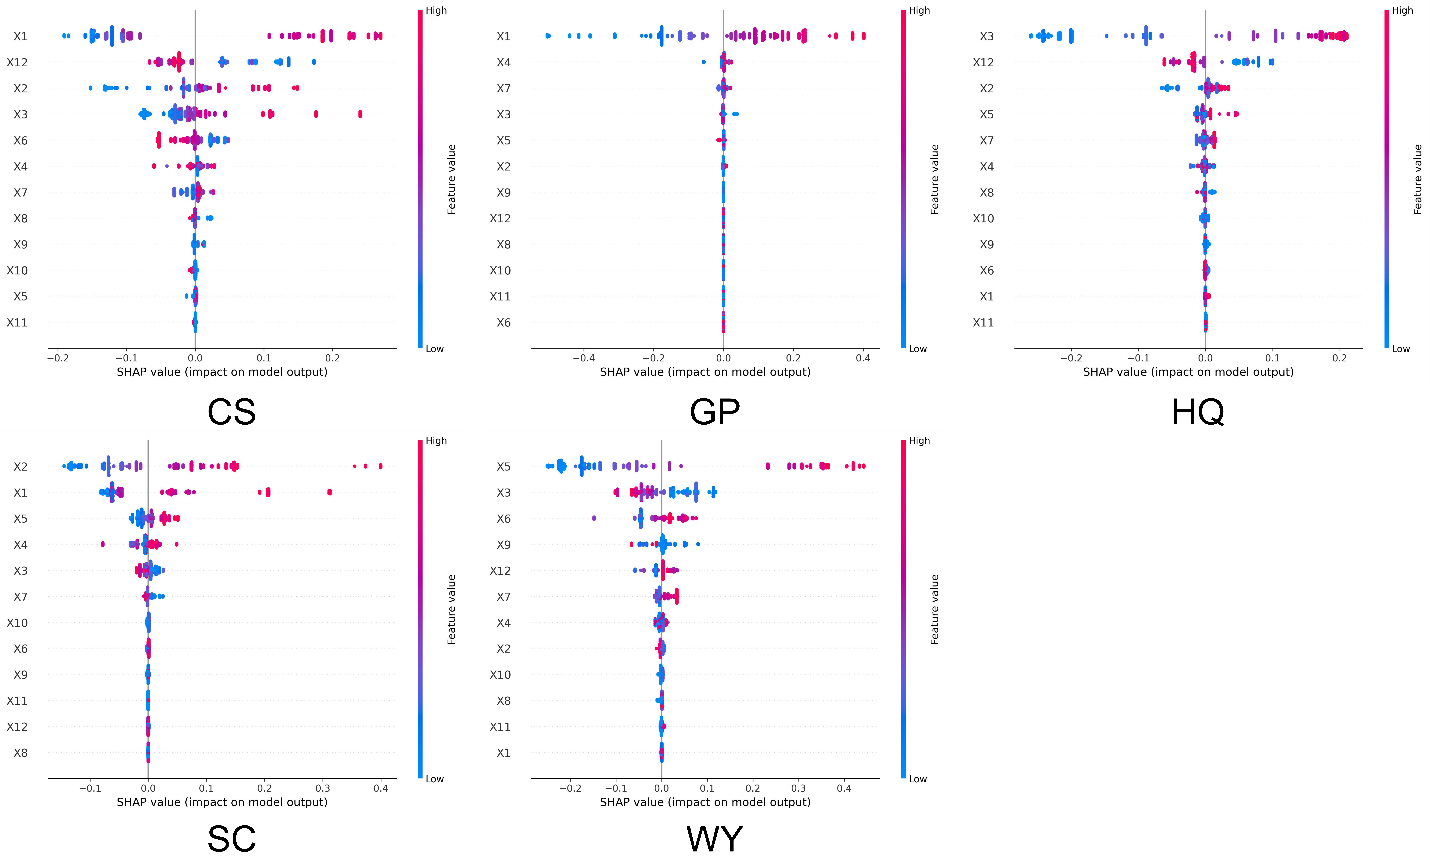 High
X1
X12
X2
X3
X6
X4
X7
X8
X9
X10
X5
X11
Low
Feature value
−0.2 −0.1 0.0 0.1 0.2
SHAP value (impact on model output)
CS
High
X1
X4
X7
X3
X5
X2
X9
X12
X8
X10
X11
X6
Low
Feature value
−0.4 −0.2 0.0 0.2 0.4
SHAP value (impact on model output)
GP
High
X3
X12
X2
X5
X7
X4
X8
X10
X9
X6
X1
X11
Low
Feature value
−0.2 −0.1 0.0 0.1 0.2
SHAP value (impact on model output)
HQ
High
X2
X1
X5
X4
X3
X7
X10
X6
X9
X11
X12
X8
Low
Feature value
−0.1 0.0 0.1 0.2 0.3 0.4
SHAP value (impact on model output)
SC
High
X5
X3
X6
X9
X12
X7
X4
X2
X10
X8
X11
X1
Low
Feature value
−0.2 −0.1 0.0 0.1 0.2 0.3 0.4
SHAP value (impact on model output)
WY